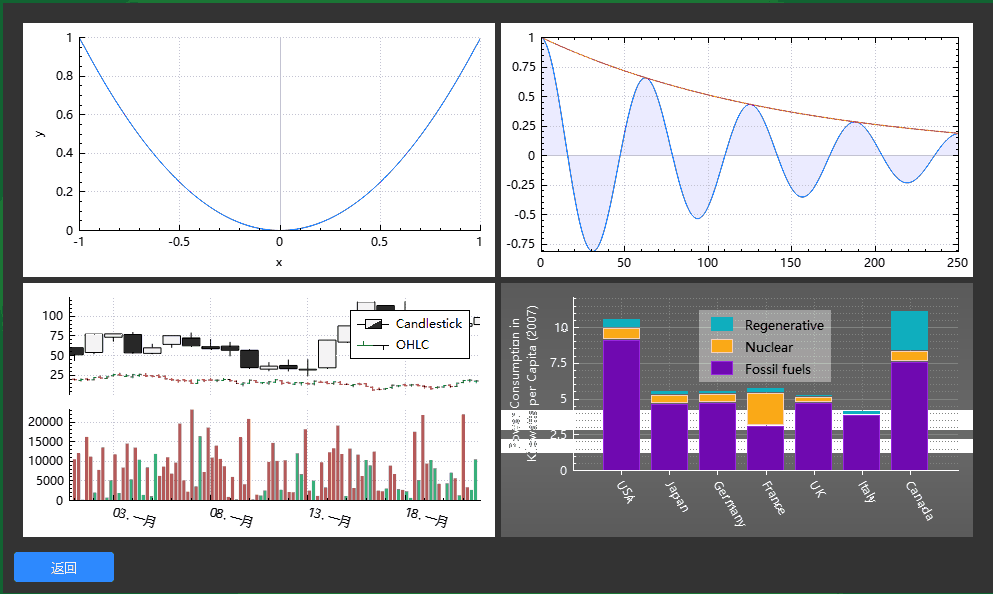 1
0.8
0.6
0.4
0.2
0
y
-1
-0.5
0
0.5
1
x
1
0.75
0.5
0.25
0
-0.25
-0.5
-0.75
0
50
100
150
200
250
100
75
50
25
Candlestick
OHLC
20000
15000
10000
5000
0
03. 一月
08. 一月
13. 一月
18. 一月
Consumption in
per Capita (2007)
10
7.5
5
2.5
0
Regenerative
Nuclear
Fossil fuels
USA
Japan
Germany
France
UK
Italy
Canada
返回